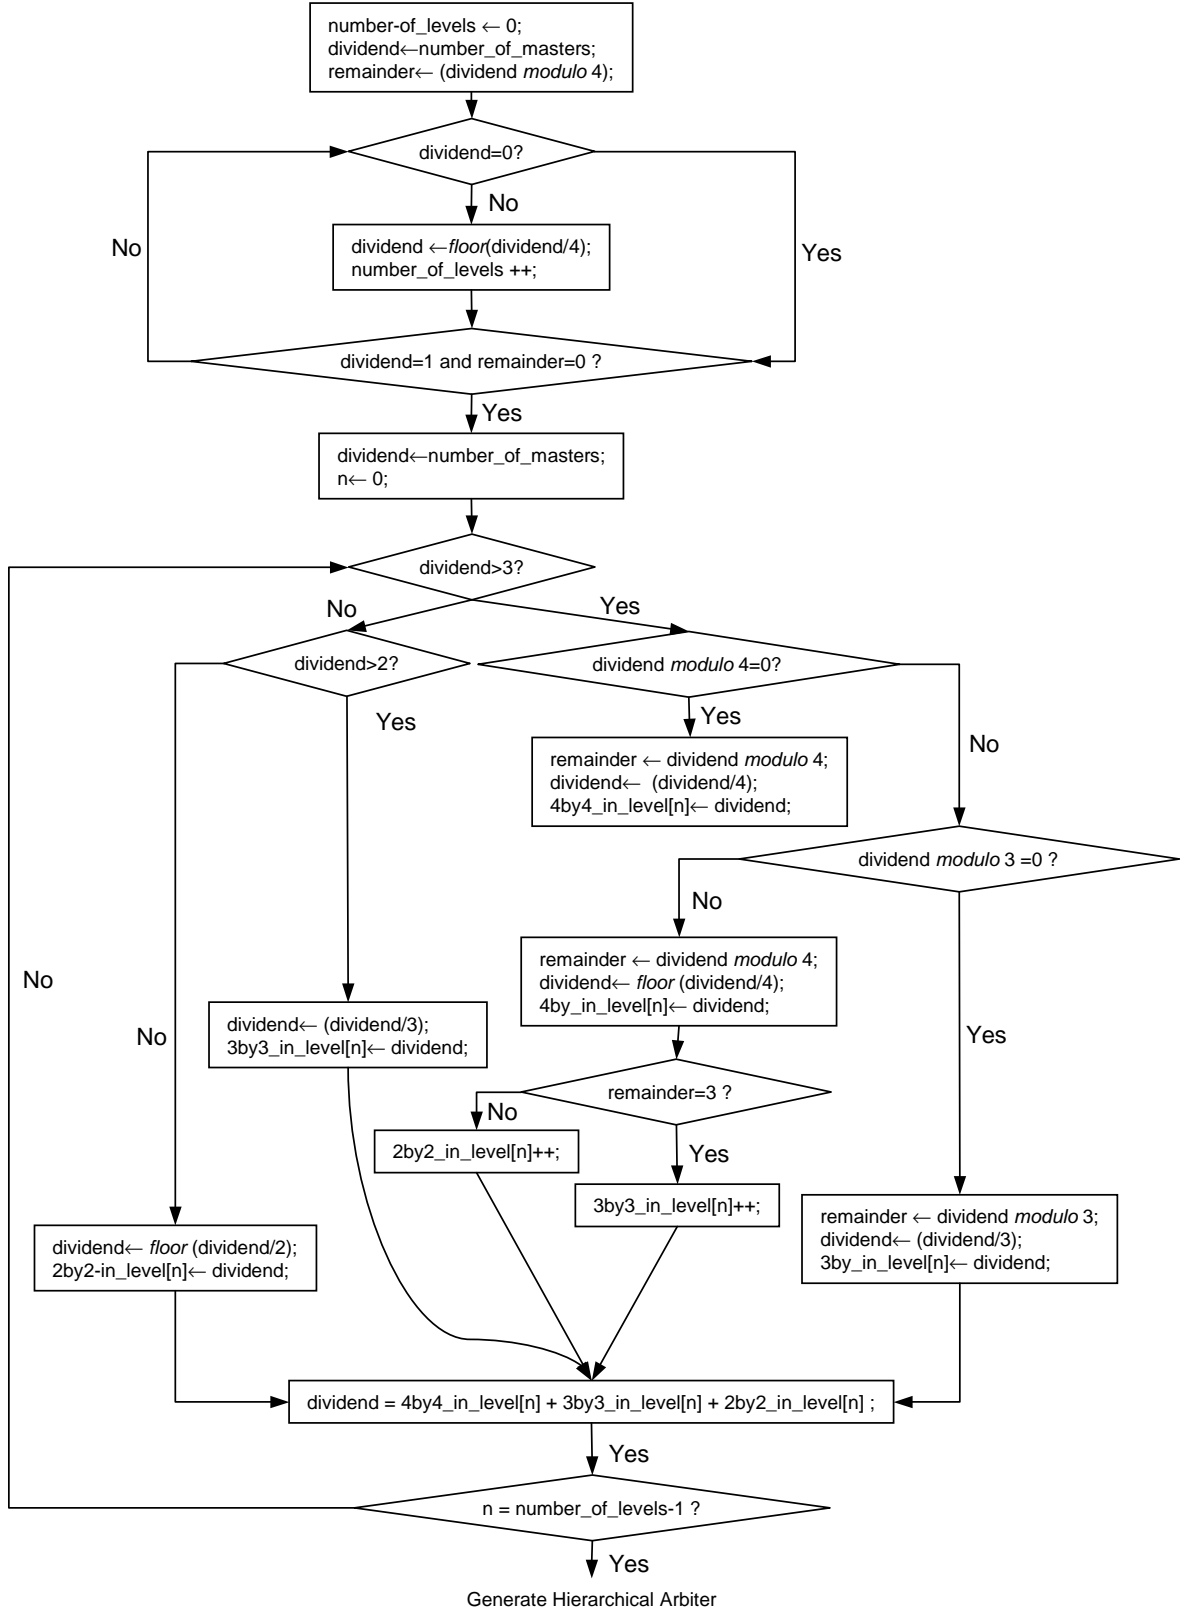 number-of_levels ← 0;
dividend←number_of_masters;
remainder← (dividend modulo 4);
dividend=0?
No
No
Yes
dividend ←floor(dividend/4);
number_of_levels ++;
dividend=1 and remainder=0 ?
Yes
dividend←number_of_masters;
n← 0;
dividend>3?
No
Yes
dividend>2?
dividend modulo 4=0?
Yes
Yes
No
remainder ← dividend modulo 4;
dividend← (dividend/4);
4by4_in_level[n]← dividend;
dividend modulo 3 =0 ?
No
remainder ← dividend modulo 4;
dividend← floor (dividend/4);
4by_in_level[n]← dividend;
No
No
Yes
dividend← (dividend/3);
3by3_in_level[n]← dividend;
remainder=3 ?
No
Yes
2by2_in_level[n]++;
3by3_in_level[n]++;
remainder ← dividend modulo 3;
dividend← (dividend/3);
3by_in_level[n]← dividend;
dividend← floor (dividend/2);
2by2-in_level[n]← dividend;
dividend = 4by4_in_level[n] + 3by3_in_level[n] + 2by2_in_level[n] ;
Yes
n = number_of_levels-1 ?
Yes
Generate Hierarchical Arbiter